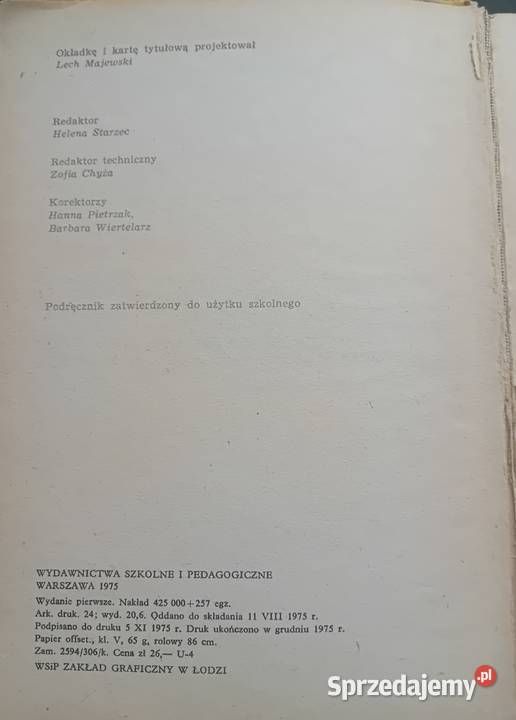 Okładkę i kartę tytułową projektował
Lech Majewski
Redaktor
Helena Starzec
Redaktor techniczny
Zofia Chyża
Korektorzy
Hanna Pietrzak,
Barbara Wiertelarz
Podręcznik zatwierdzony do użytku szkolnego
WYDAWNICTWA SZKOLNE I PEDAGOGICZNE
WARSZAWA 1975
Wydanie pierwsze. Nakład 425 000+257 egz.
Ark. druk. 24; wyd. 20,6. Oddano do składania 11 VIII 1975 r.
Podpisano do druku 5 XI 1975 r. Druk ukończono w grudniu 1975 r.
Papier offset., kl. V, 65 g, rolowy 86 cm.
Zam. 2594/306/k. Cena zł 26,— U-4
WSiP ZAKŁAD GRAFICZNY W ŁODZI
Sprzedajemy.pl